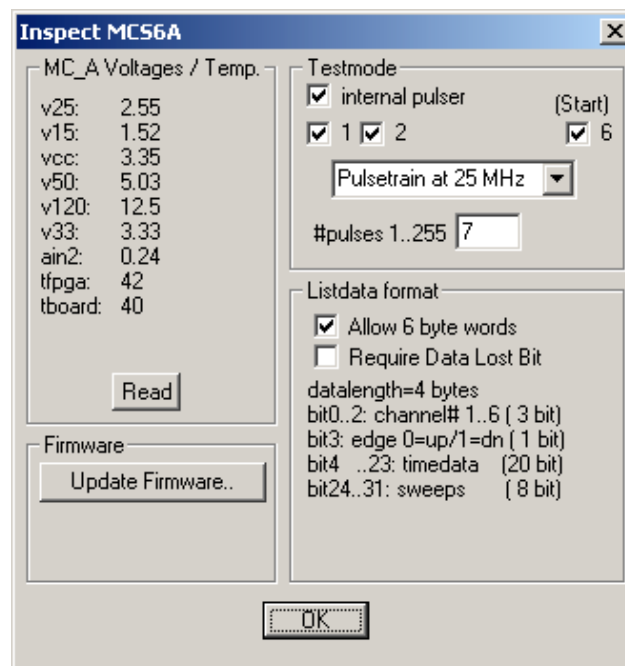 Inspect MCS6A
MC_A Voltages / Temp.
v25: 2.55
v15: 1.52
vcc: 3.35
v50: 5.03
v120: 12.5
v33: 3.33
ain2: 0.24
tfpga: 42
tboard: 40
Read
Firmware
Update Firmware..
Testmode
internal pulser
(Start)
1 2 6
Pulsetrain at 25 MHz
#pulses 1..255 7
Listdata format
Allow 6 byte words
Require Data Lost Bit
datalength=4 bytes
bit0..2: channel# 1..6 ( 3 bit)
bit3: edge 0=up/1=dn ( 1 bit)
bit4 ..23: timedata (20 bit)
bit24..31: sweeps ( 8 bit)
OK